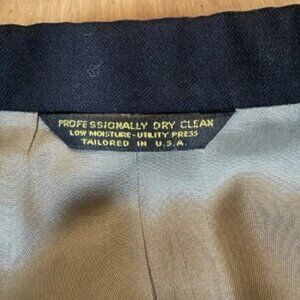 PROFESSIONALLY DRY CLEAN
LOW MOISTURE-UTILITY PRESS
TAILORED IN U.S.A.